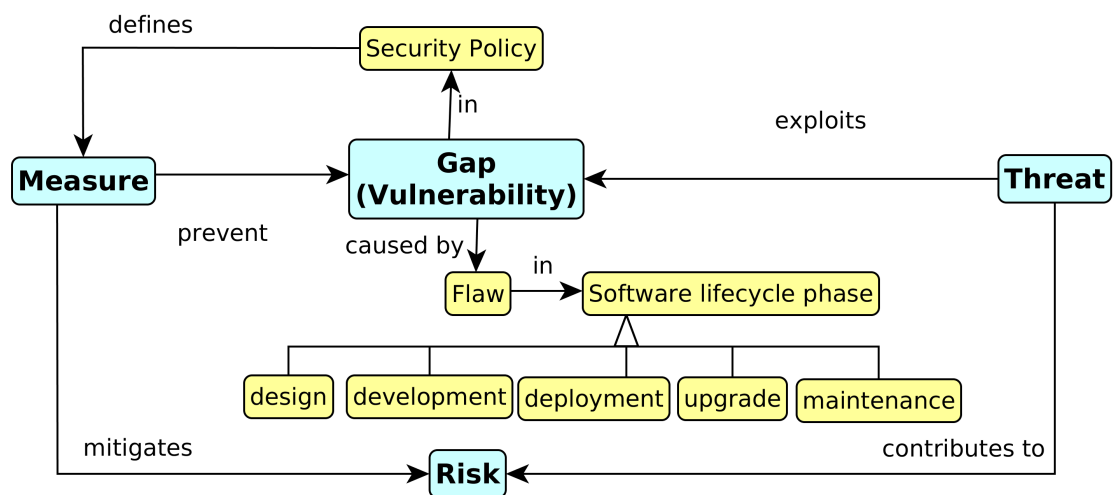 defines
Security Policy
in
exploits
Measure
Gap
(Vulnerability)
Threat
prevent
caused by
in
Flaw
Software lifecycle phase
design
development
deployment
upgrade
maintenance
mitigates
contributes to
Risk